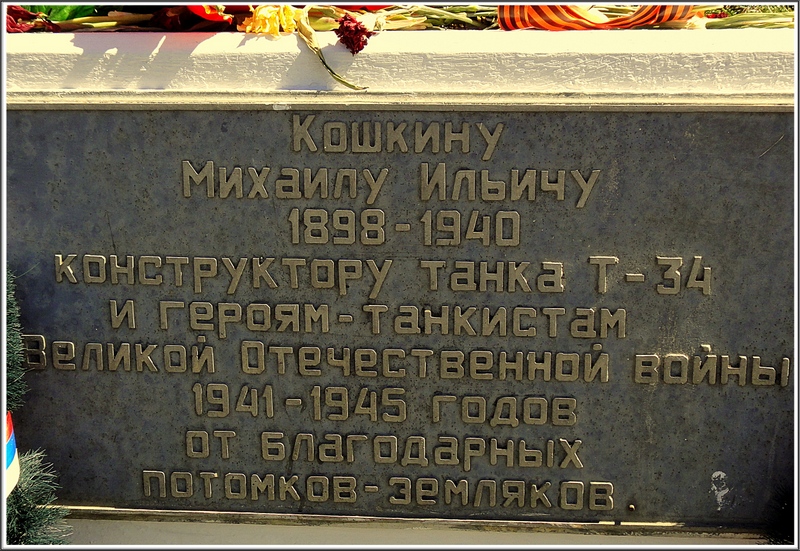 Кошкину
Михаилу Ильичу
1898-1940
конструктору танка Т-34
и героям-танкистам
Великой Отечественной войны
1941-1945 годов
от благодарных
потомков-земляков.